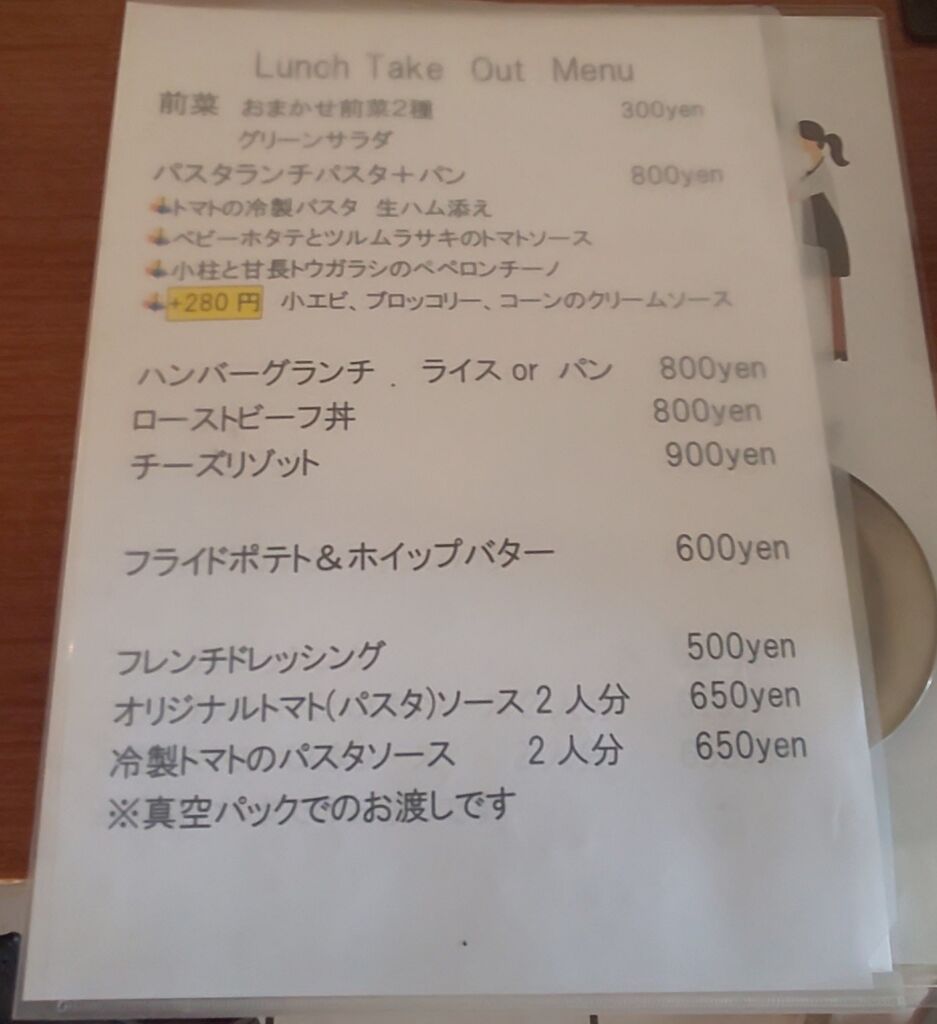 Lunch Take Out Menu
前菜 おまかせ前菜2種 300yen
グリーンサラダ
パスタランチパスタ+パン 800yen
トマトの冷製パスタ 生ハム添え
ベビーホタテとツルムラサキのトマトソース
小柱と甘長トウガラシのペペロンチーノ
+280円 小エビ、ブロッコリー、コーンのクリームソース
ハンバーグランチ . ライス or パン 800yen
ローストビーフ丼 800yen
チーズリゾット 900yen
フライドポテト&ホイップバター 600yen
フレンチドレッシング 500yen
オリジナルトマト(パスタ)ソース2人分 650yen
冷製トマトのパスタソース 2人分 650yen
※真空パックでのお渡しです